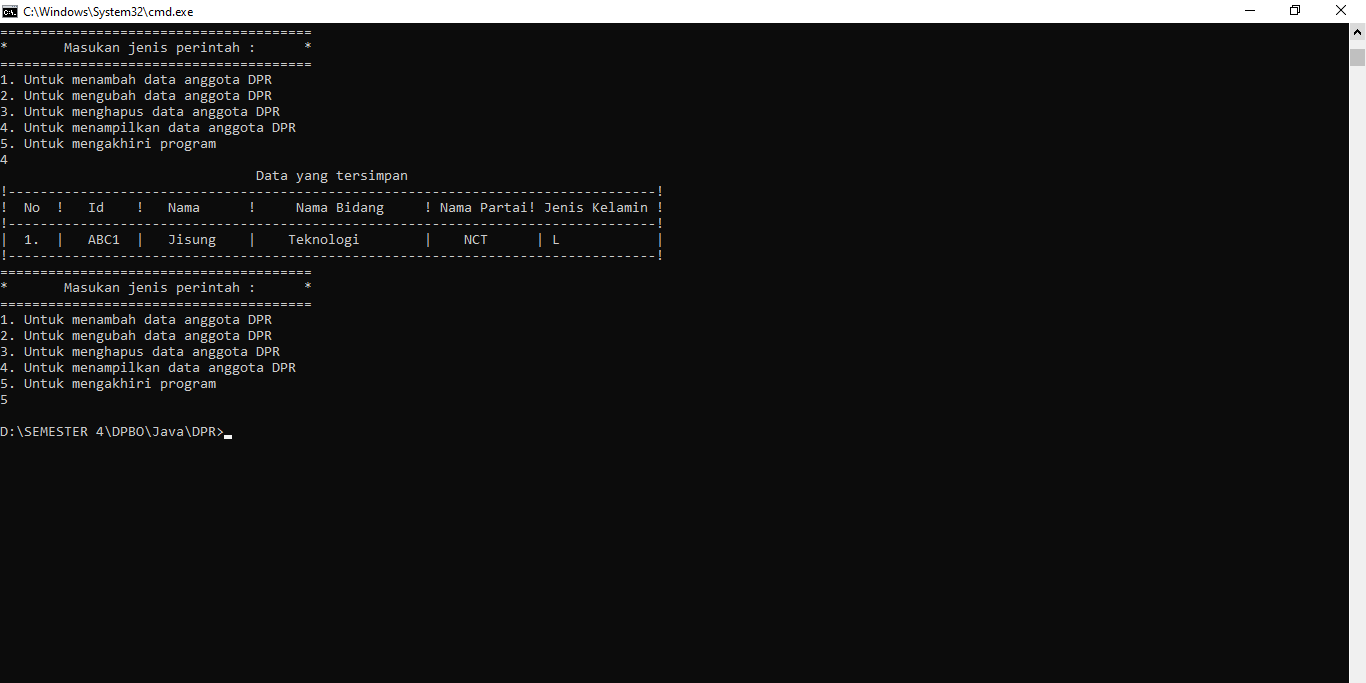 C:\Windows\System32\cmd.exe
=======================================
*       Masukan jenis perintah :      *
=======================================
1. Untuk menambah data anggota DPR
2. Untuk mengubah data anggota DPR
3. Untuk menghapus data anggota DPR
4. Untuk menampilkan data anggota DPR
5. Untuk mengakhiri program
4
                                Data yang tersimpan
!---------------------------------------------------------------------------------!
!  No  !   Id    !   Nama      !     Nama Bidang     ! Nama Partai! Jenis Kelamin !
!---------------------------------------------------------------------------------!
|  1.  |   ABC1  |   Jisung    |    Teknologi        |    NCT      | L            |
!---------------------------------------------------------------------------------!
=======================================
*       Masukan jenis perintah :      *
=======================================
1. Untuk menambah data anggota DPR
2. Untuk mengubah data anggota DPR
3. Untuk menghapus data anggota DPR
4. Untuk menampilkan data anggota DPR
5. Untuk mengakhiri program
5
D:\SEMESTER 4\DPBO\Java\DPR>